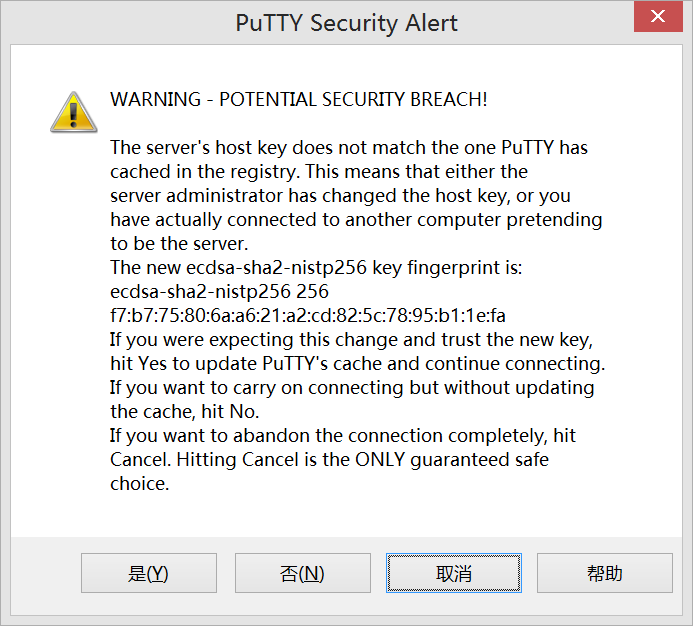 PuTTY Security Alert
WARNING - POTENTIAL SECURITY BREACH!
The server's host key does not match the one PuTTY has
cached in the registry. This means that either the
server administrator has changed the host key, or you
have actually connected to another computer pretending
to be the server.
The new ecdsa-sha2-nistp256 key fingerprint is:
ecdsa-sha2-nistp256 256
f7:b7:75:80:6a:a6:21:a2:cd:82:5c:78:95:b1:1e:fa
If you were expecting this change and trust the new key,
hit Yes to update PuTTY's cache and continue connecting.
If you want to carry on connecting but without updating
the cache, hit No.
If you want to abandon the connection completely, hit
Cancel. Hitting Cancel is the ONLY guaranteed safe
choice.
是(Y) 否(N) 取消 帮助